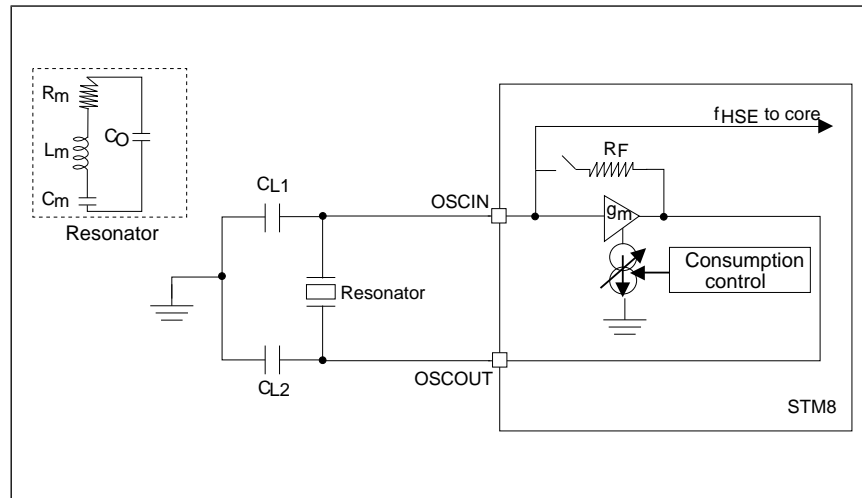 Rm
Lm
Cm
CO
Resonator
CL1
CL2
Resonator
OSCIN
OSCOUT
fHSE to core
RF
gm
Consumption
control
STM8